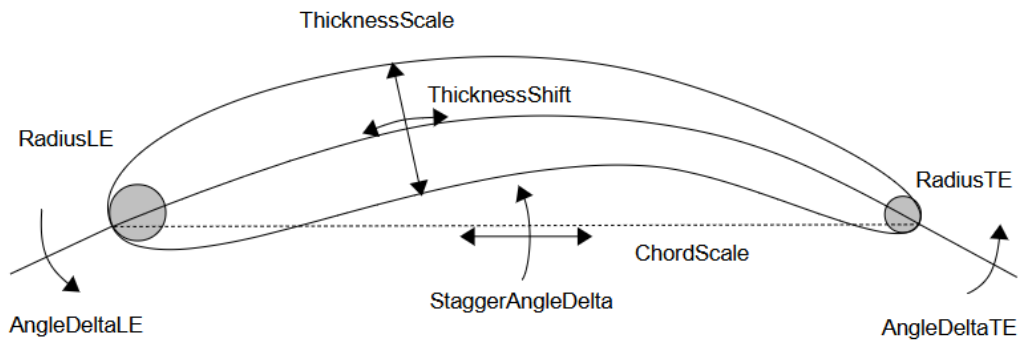 ThicknessScale
ThicknessShift
RadiusLE
RadiusTE
ChordScale
StaggerAngleDelta
AngleDeltaLE
AngleDeltaTE